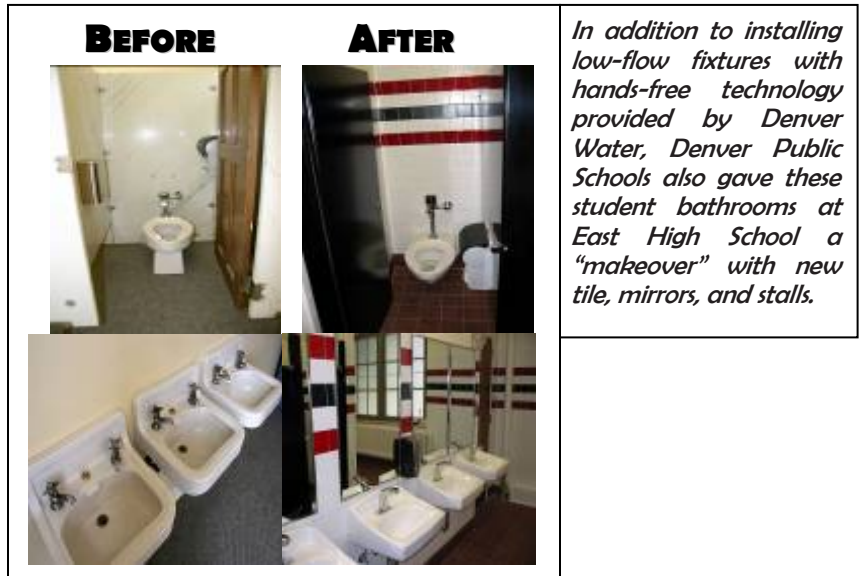 BEFORE AFTER
In addition to installing
low-flow fixtures with
hands-free technology
provided by Denver
Water, Denver Public
Schools also gave these
student bathrooms at
East High School a
“makeover” with new
tile, mirrors, and stalls.